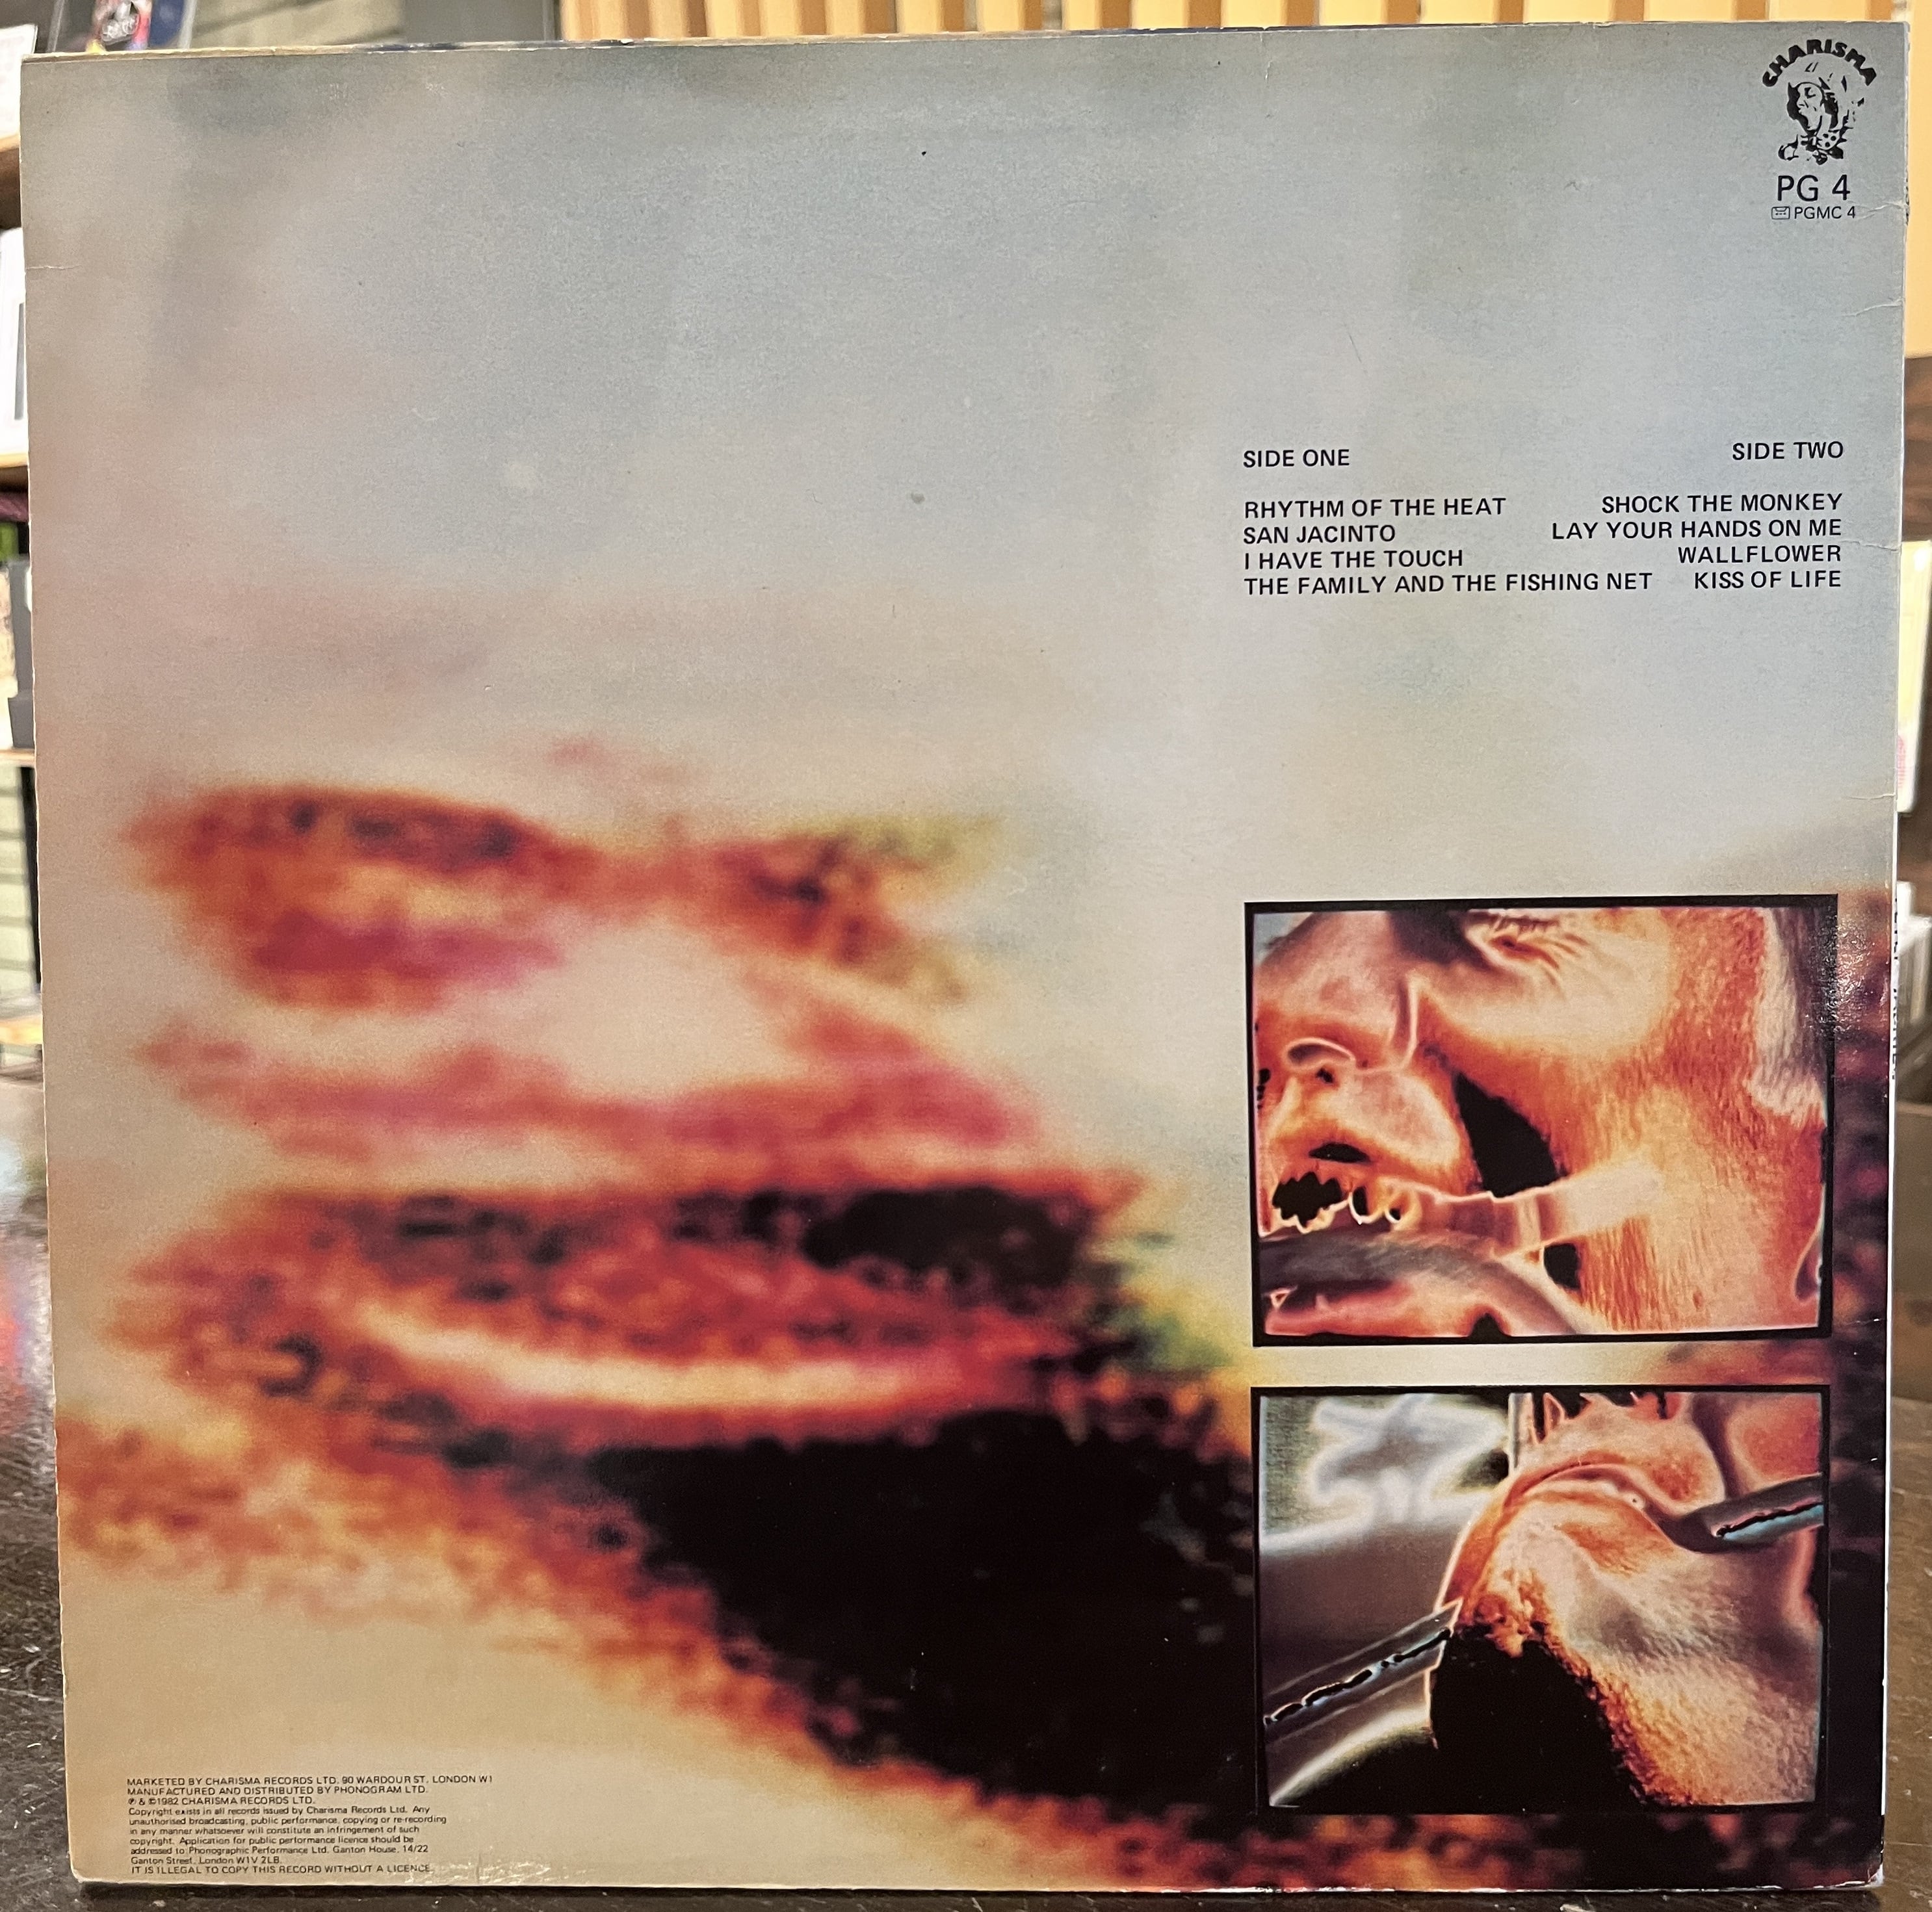 CHARISMA
PG 4
PGMC 4
SIDE ONE
RHYTHM OF THE HEAT
SAN JACINTO
I HAVE THE TOUCH
THE FAMILY AND THE FISHING NET
SIDE TWO
SHOCK THE MONKEY
LAY YOUR HANDS ON ME
WALLFLOWER
KISS OF LIFE
MARKETED BY CHARISMA RECORDS LTD. 90 WARDOUR ST. LONDON W1
MANUFACTURED AND DISTRIBUTED BY PHONOGRAM LTD.
℗ & ©1982 CHARISMA RECORDS LTD.
Copyright exists in all records issued by Charisma Records Ltd. Any
unauthorised broadcasting, public performance, copying or re-recording
in any manner whatsoever will constitute an infringement of such
copyright. Application for public performance licence should be
addressed to Phonographic Performance Ltd. Ganton House, 14/22
Ganton Street, London W1V 2LB.
IT IS ILLEGAL TO COPY THIS RECORD WITHOUT A LICENCE.